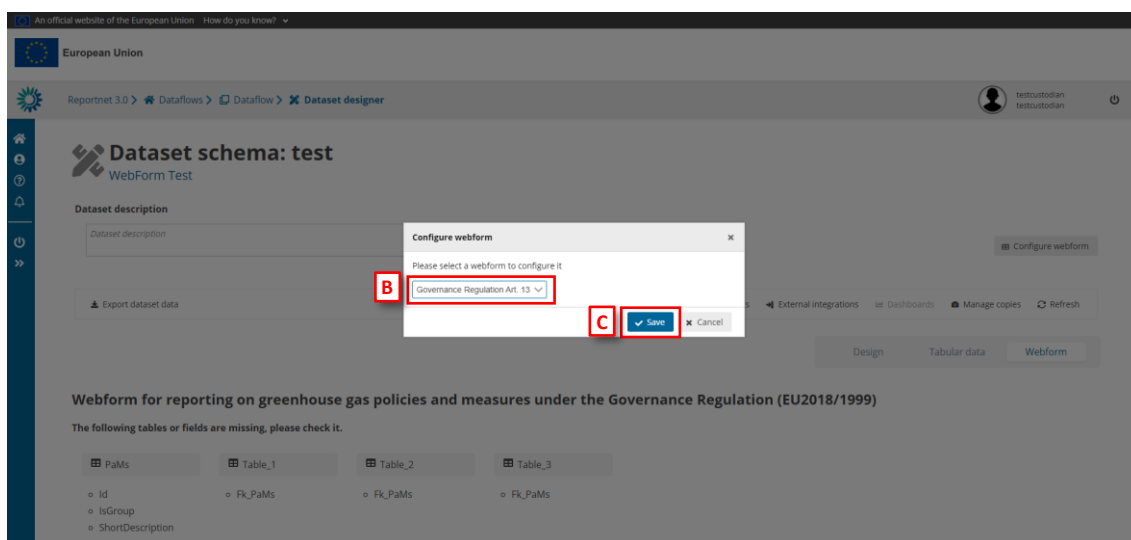 An official website of the European Union How do you know?
European Union
Reportnet 3.0 Dataflows Dataflow Dataset designer
testcustodian
testcustodian
Dataset schema: test
WebForm Test
Dataset description
Dataset description
Configure webform
Configure webform
Please select a webform to configure it
B
Governance Regulation Art. 13
C
Save
Cancel
Export dataset data
External integrations
Dashboards
Manage copies
Refresh
Design
Tabular data
Webform
Webform for reporting on greenhouse gas policies and measures under the Governance Regulation (EU2018/1999)
The following tables or fields are missing, please check it.
PaMs
Table_1
Table_2
Table_3
Id
Fk_PaMs
Fk_PaMs
Fk_PaMs
IsGroup
ShortDescription